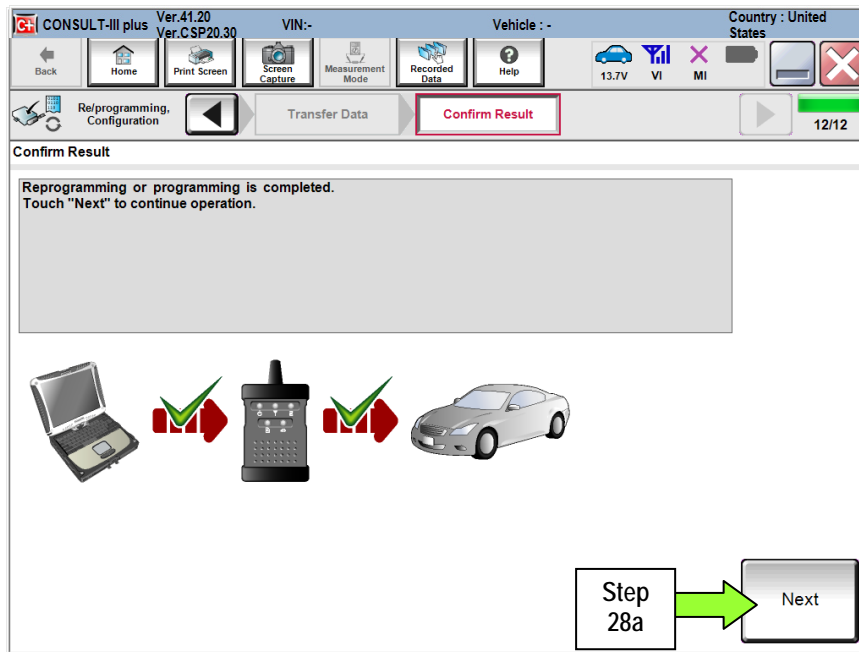 C+ CONSULT-III plus Ver.41.20 VIN:- Vehicle : - Country : United
Ver.CSP20.30 States
Back
Home
Print Screen
Screen
Capture
Measurement
Mode
Recorded
Data
Help
13.7V
VI
MI
Re/programming,
Configuration
Transfer Data
Confirm Result
12/12
Confirm Result
Reprogramming or programming is completed.
Touch "Next" to continue operation.
Step
28a
Next